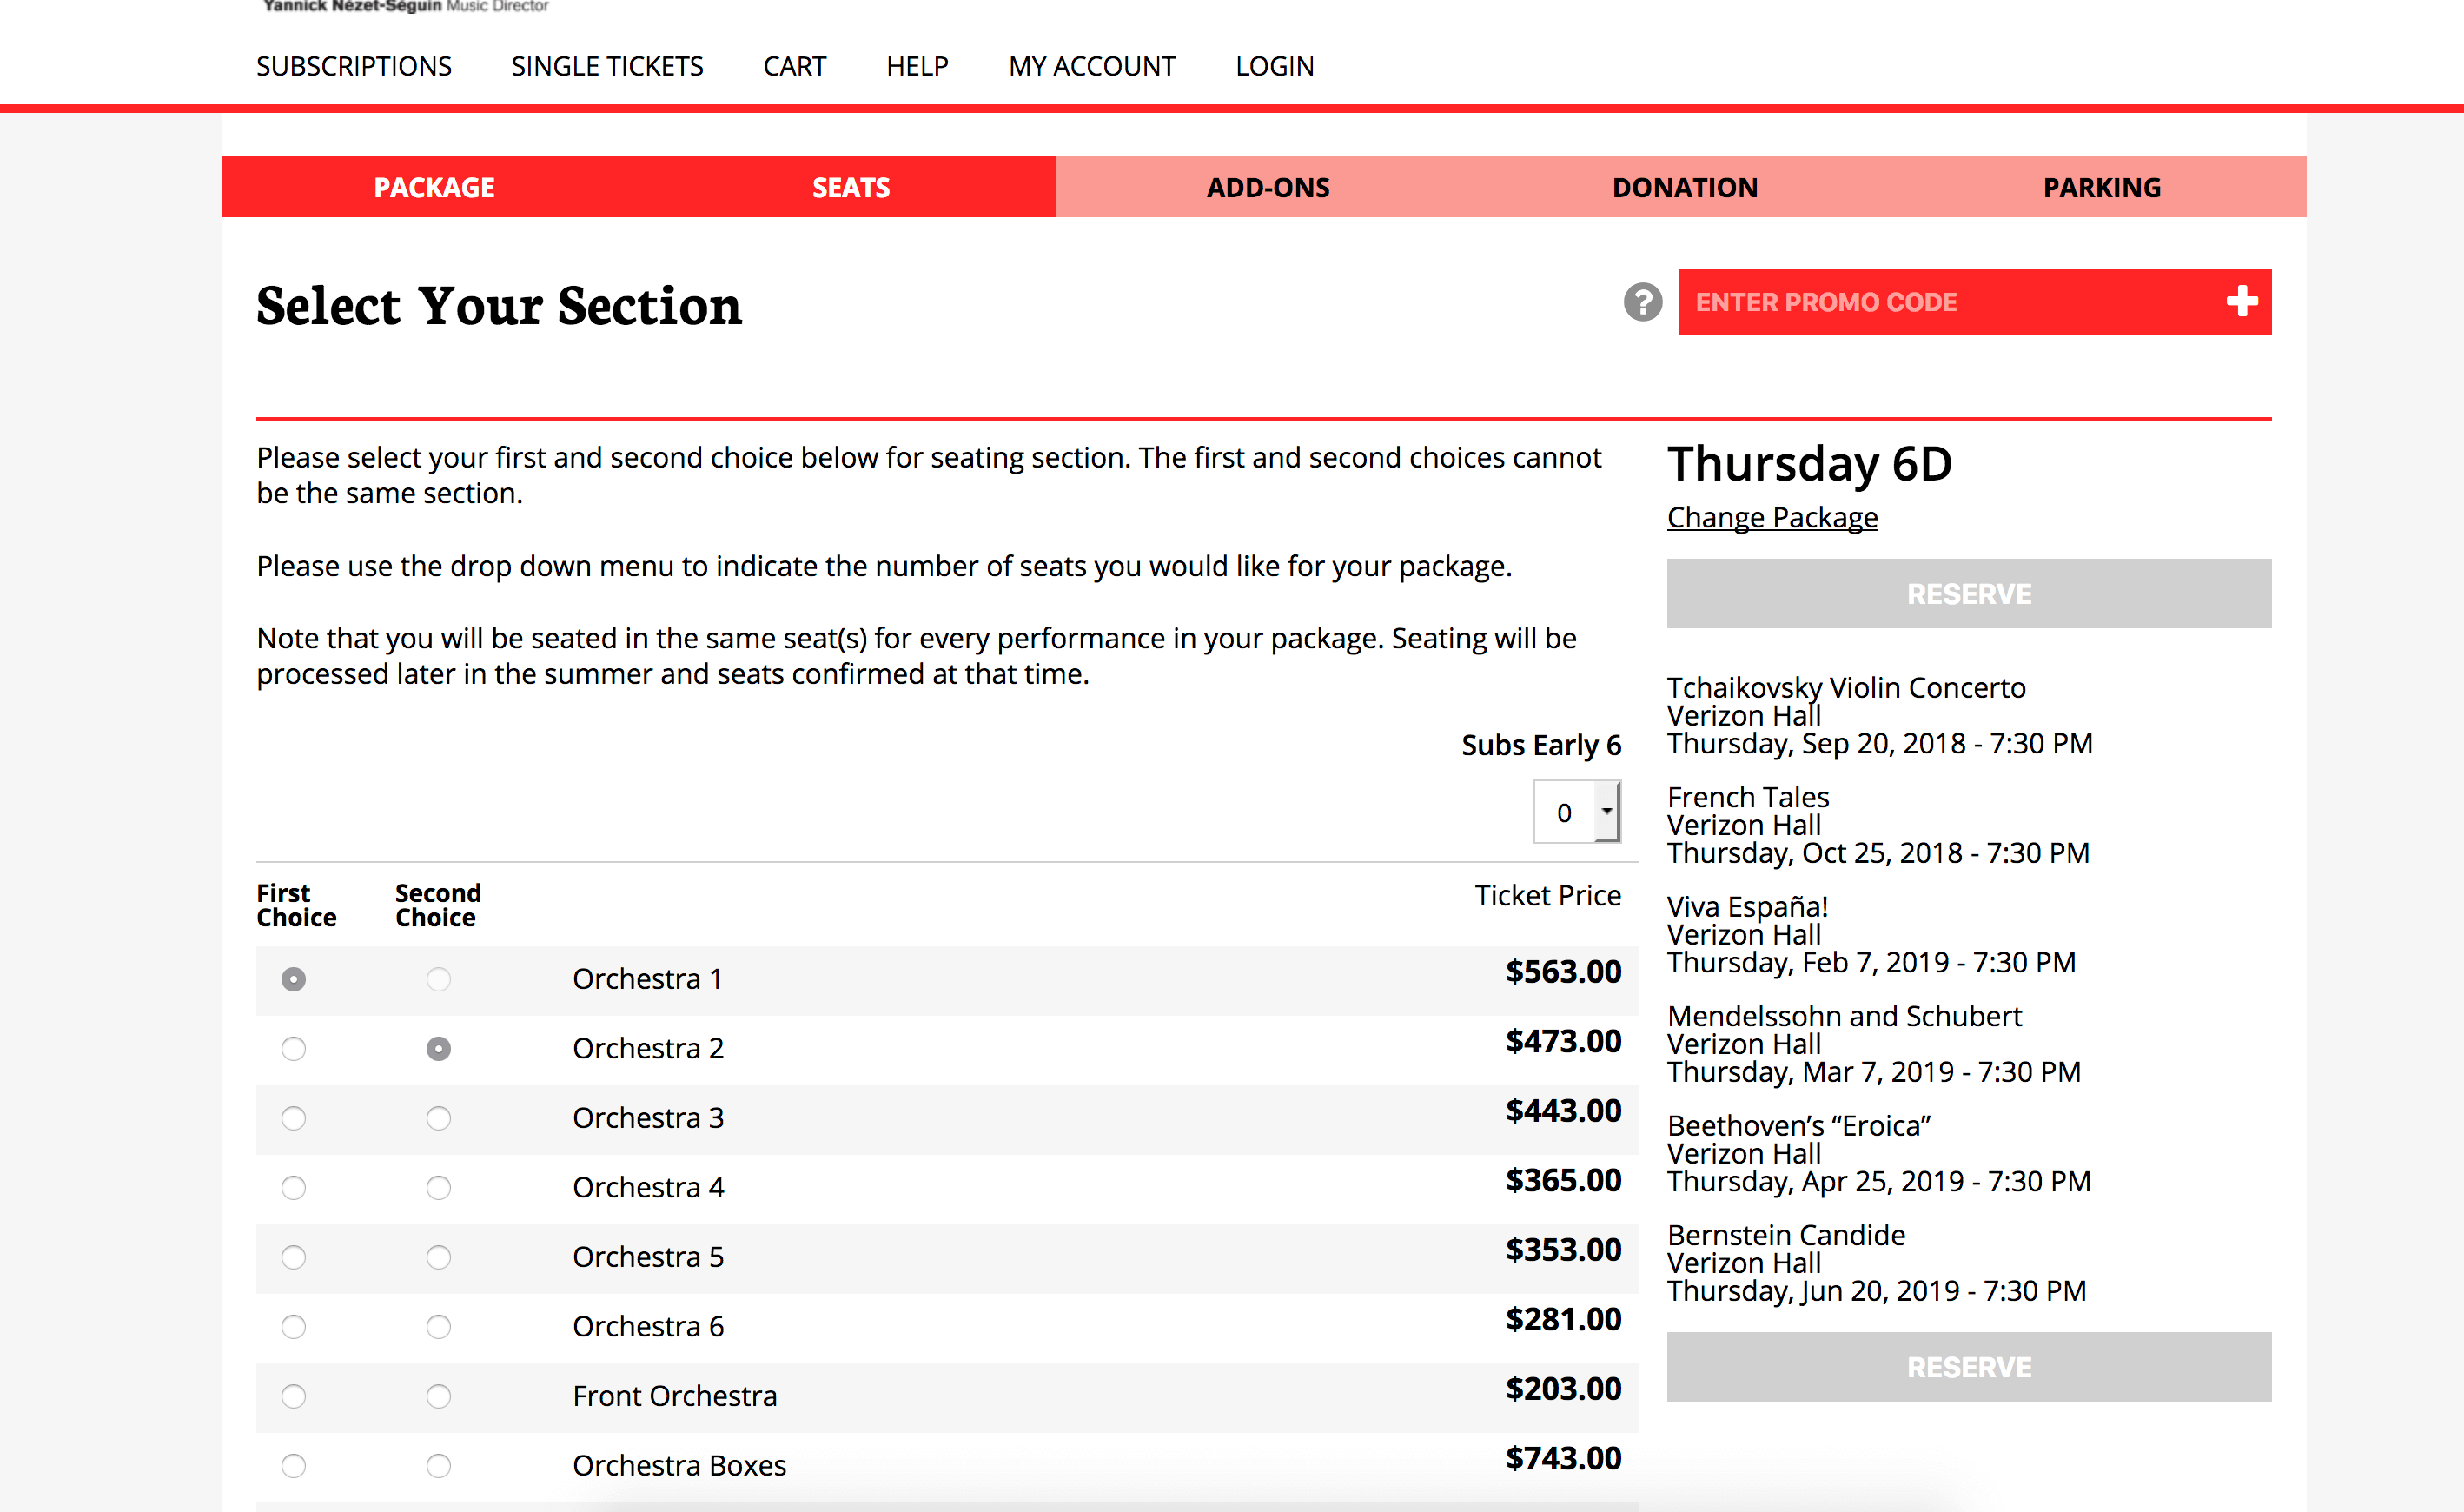 Yannick Nézet-Séguin Music Director
SUBSCRIPTIONS SINGLE TICKETS CART HELP MY ACCOUNT LOGIN
PACKAGE SEATS ADD-ONS DONATION PARKING
Select Your Section
? ENTER PROMO CODE
Please select your first and second choice below for seating section. The first and second choices cannot
be the same section.
Please use the drop down menu to indicate the number of seats you would like for your package.
Note that you will be seated in the same seat(s) for every performance in your package. Seating will be
processed later in the summer and seats confirmed at that time.
Subs Early 6
0
First Choice Second Choice Ticket Price
Orchestra 1 $563.00
Orchestra 2 $473.00
Orchestra 3 $443.00
Orchestra 4 $365.00
Orchestra 5 $353.00
Orchestra 6 $281.00
Front Orchestra $203.00
Orchestra Boxes $743.00
Thursday 6D
Change Package
RESERVE
Tchaikovsky Violin Concerto
Verizon Hall
Thursday, Sep 20, 2018 - 7:30 PM
French Tales
Verizon Hall
Thursday, Oct 25, 2018 - 7:30 PM
Viva España!
Verizon Hall
Thursday, Feb 7, 2019 - 7:30 PM
Mendelssohn and Schubert
Verizon Hall
Thursday, Mar 7, 2019 - 7:30 PM
Beethoven’s “Eroica”
Verizon Hall
Thursday, Apr 25, 2019 - 7:30 PM
Bernstein Candide
Verizon Hall
Thursday, Jun 20, 2019 - 7:30 PM
RESERVE